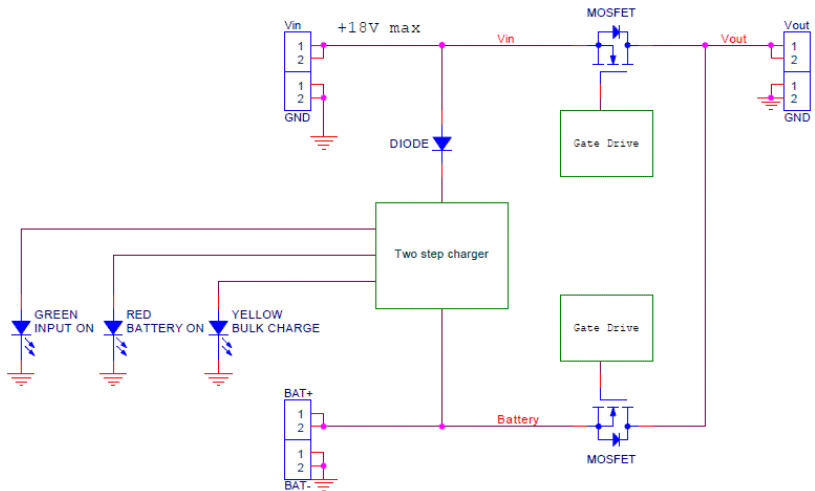 MOSFET
Vin
+18V max
Vin
Vout
Vout
1
2
1
2
GND
1
2
1
2
GND
DIODE
Gate Drive
Two step charger
GREEN
INPUT ON
RED
BATTERY ON
YELLOW
BULK CHARGE
Gate Drive
BAT+
1
2
1
2
BAT-
Battery
MOSFET